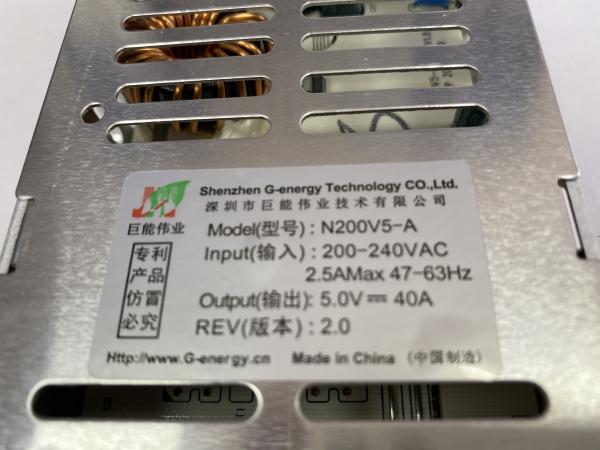 Shenzhen G-energy Technology CO.,Ltd.
深圳市巨能伟业技术有限公司
巨能伟业
专利
产品
仿冒
必究
Model(型号): N200V5-A
Input(输入): 200-240VAC
2.5AMax 47-63Hz
Output(输出): 5.0V⎓ 40A
REV(版本): 2.0
Http://www.G-energy.cn Made in China (中国制造)